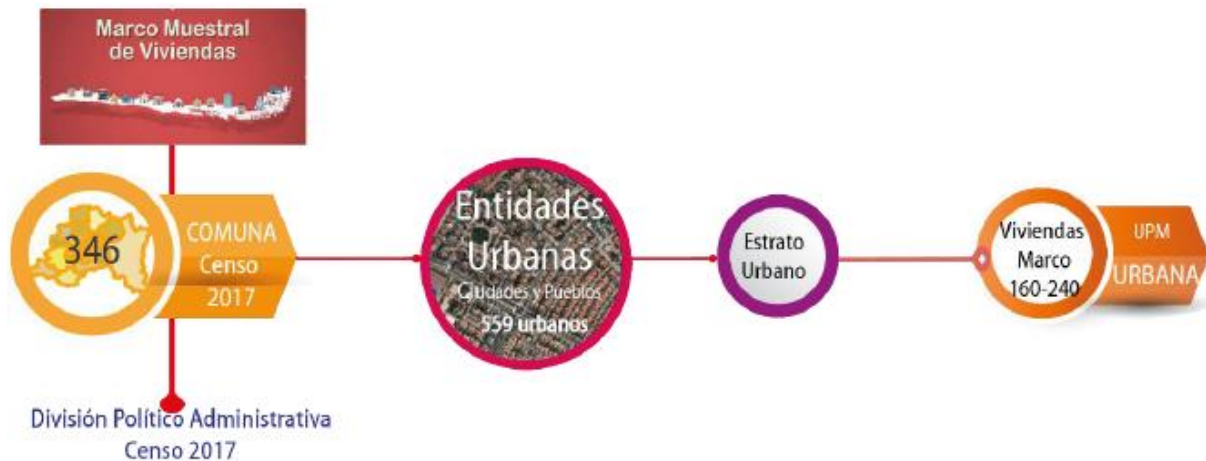 Marco Muestral
de Viviendas
346
COMUNA
Censo
2017
División Político Administrativa
Censo 2017
Entidades
Urbanas
Ciudades y Pueblos
559 urbanos
Estrato
Urbano
Viviendas
Marco
160-240
UPM
URBANA